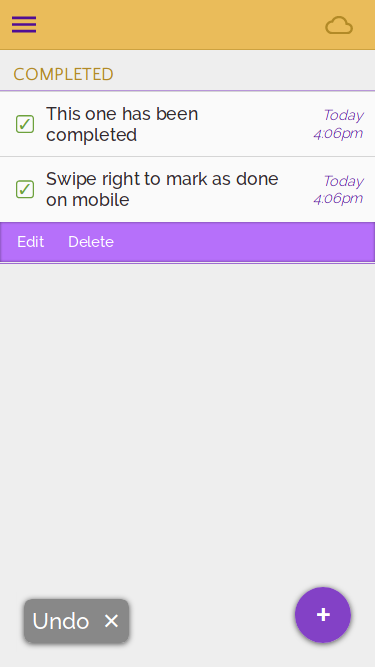 COMPLETED
This one has been
completed
Today
4:06pm
Swipe right to mark as done
on mobile
Today
4:06pm
Edit Delete
Undo ✕
+